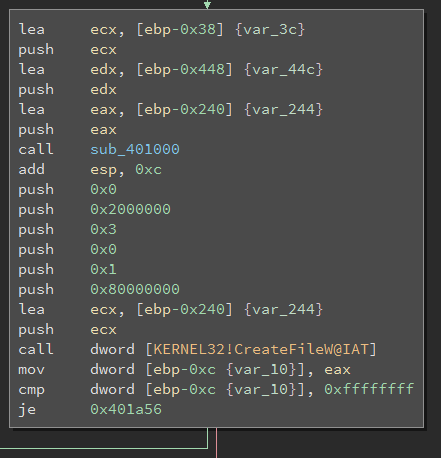 lea     ecx, [ebp-0x38] {var_3c}
push    ecx
lea     edx, [ebp-0x448] {var_44c}
push    edx
lea     eax, [ebp-0x240] {var_244}
push    eax
call    sub_401000
add     esp, 0xc
push    0x0
push    0x2000000
push    0x3
push    0x0
push    0x1
push    0x80000000
lea     ecx, [ebp-0x240] {var_244}
push    ecx
call    dword [KERNEL32!CreateFileW@IAT]
mov     dword [ebp-0xc {var_10}], eax
cmp     dword [ebp-0xc {var_10}], 0xffffffff
je      0x401a56